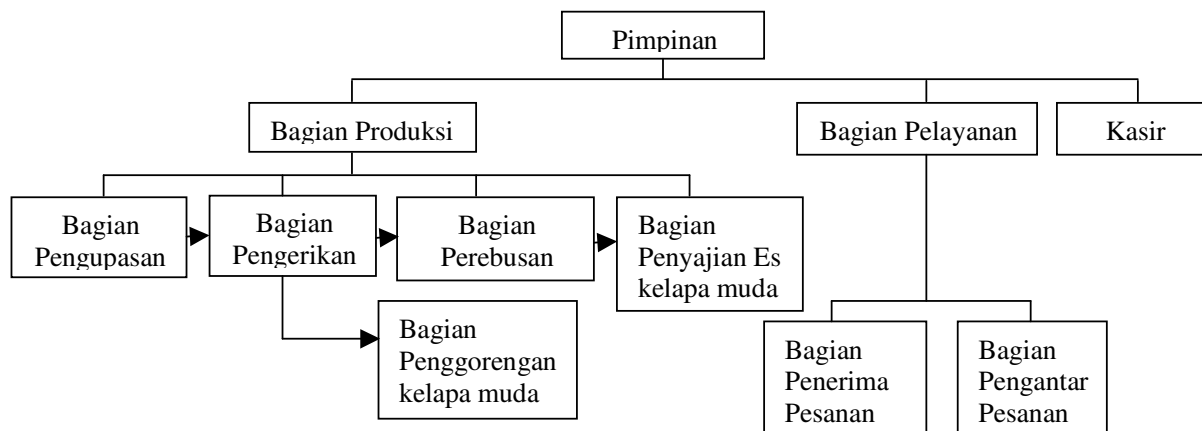 Pimpinan
Bagian Produksi
Bagian Pelayanan
Kasir
Bagian
Pengupasan
Bagian
Pengerikan
Bagian
Perebusan
Bagian
Penyajian Es
kelapa muda
Bagian
Penggorengan
kelapa muda
Bagian
Penerima
Pesanan
Bagian
Pengantar
Pesanan